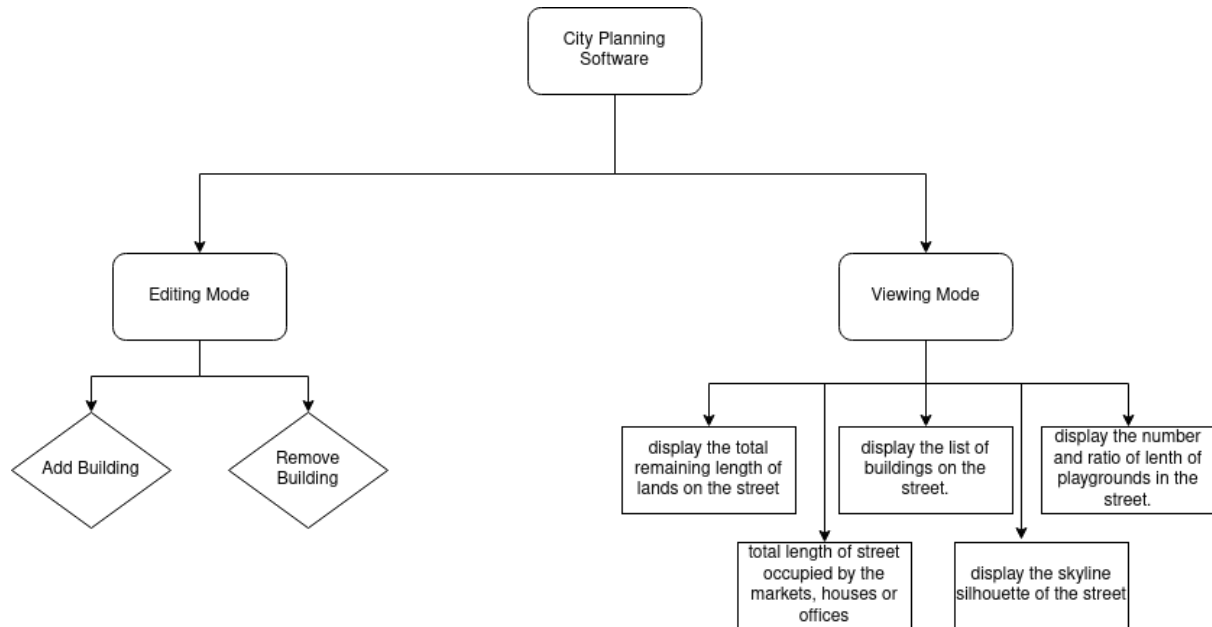 City Planning
Software
Editing Mode
Viewing Mode
Add Building
Remove
Building
display the total
remaining length of
lands on the street
display the list of
buildings on the
street.
display the number
and ratio of lenth of
playgrounds in the
street.
total length of street
occupied by the
markets, houses or
offices
display the skyline
silhouette of the street